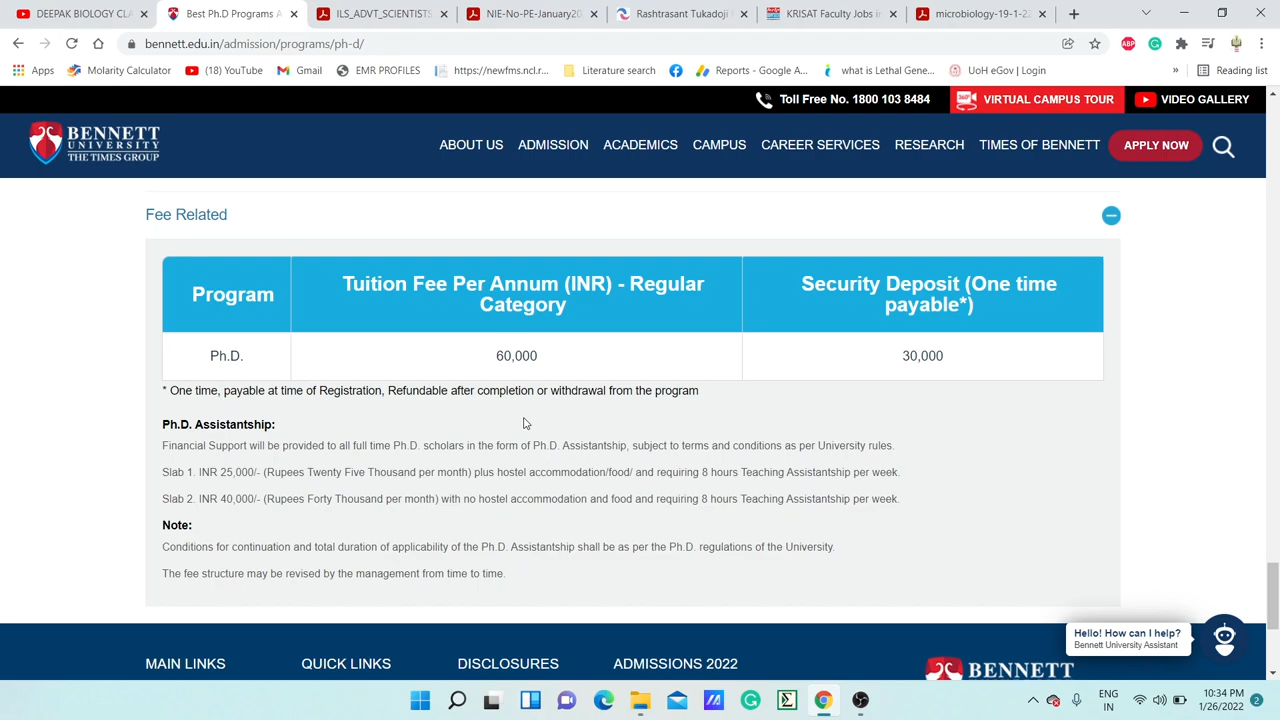 DEEPAK BIOLOGY CLA
Best Ph.D Programs A
ILS_ADVT_SCIENTISTS
NIE-No-PE-January20
Rashtrasant Tukadoji
KRISAT Faculty Jobs in
microbiology-19-1-22
bennett.edu.in/admission/programs/ph-d/
ABP
Apps
Molarity Calculator
(18) YouTube
Gmail
EMR PROFILES
https://newfms.ncl.r...
Literature search
Reports - Google A...
what is Lethal Gene...
UoH eGov | Login
»
Reading list
Toll Free No. 1800 103 8484
360°
VIRTUAL CAMPUS TOUR
VIDEO GALLERY
BENNETT
UNIVERSITY
THE TIMES GROUP
ABOUT US
ADMISSION
ACADEMICS
CAMPUS
CAREER SERVICES
RESEARCH
TIMES OF BENNETT
APPLY NOW
Fee Related
Program
Tuition Fee Per Annum (INR) - Regular
Category
Security Deposit (One time
payable*)
Ph.D.
60,000
30,000
* One time, payable at time of Registration, Refundable after completion or withdrawal from the program
Ph.D. Assistantship:
Financial Support will be provided to all full time Ph.D. scholars in the form of Ph.D. Assistantship, subject to terms and conditions as per University rules.
Slab 1. INR 25,000/- (Rupees Twenty Five Thousand per month) plus hostel accommodation/food/ and requiring 8 hours Teaching Assistantship per week.
Slab 2. INR 40,000/- (Rupees Forty Thousand per month) with no hostel accommodation and food and requiring 8 hours Teaching Assistantship per week.
Note:
Conditions for continuation and total duration of applicability of the Ph.D. Assistantship shall be as per the Ph.D. regulations of the University.
The fee structure may be revised by the management from time to time.
Hello! How can I help?
Bennett University Assistant
MAIN LINKS
QUICK LINKS
DISCLOSURES
ADMISSIONS 2022
BENNETT
ENG
IN
10:34 PM
1/26/2022
2